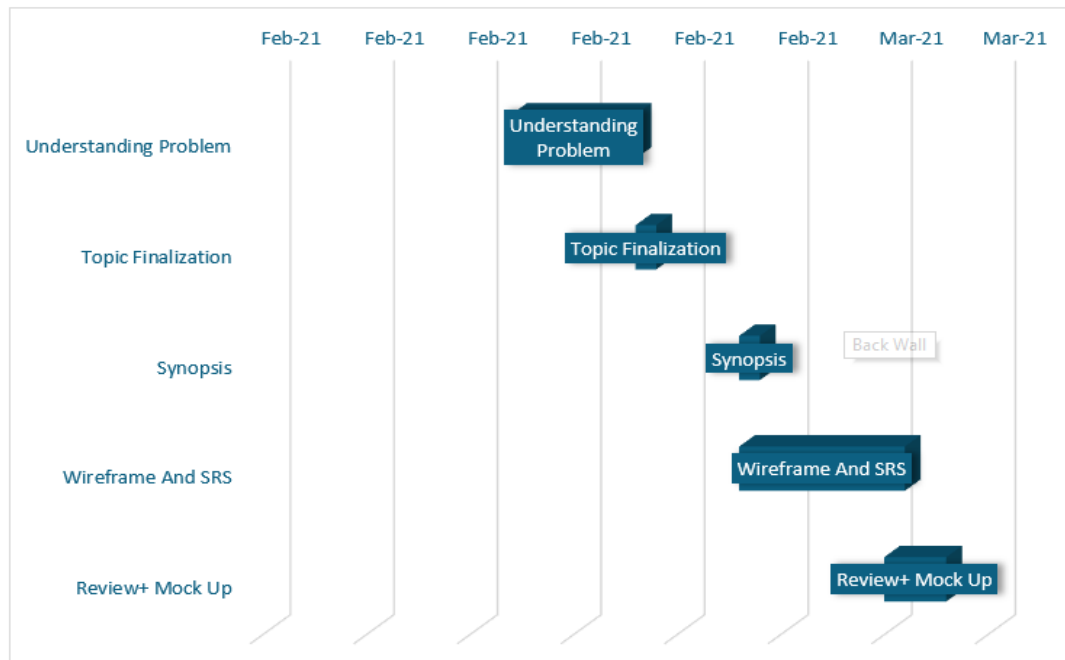 Feb-21 Feb-21 Feb-21 Feb-21 Feb-21 Feb-21 Mar-21 Mar-21
Understanding Problem
Understanding
Problem
Topic Finalization
Topic Finalization
Synopsis
Synopsis
Back Wall
Wireframe And SRS
Wireframe And SRS
Review+ Mock Up
Review+ Mock Up